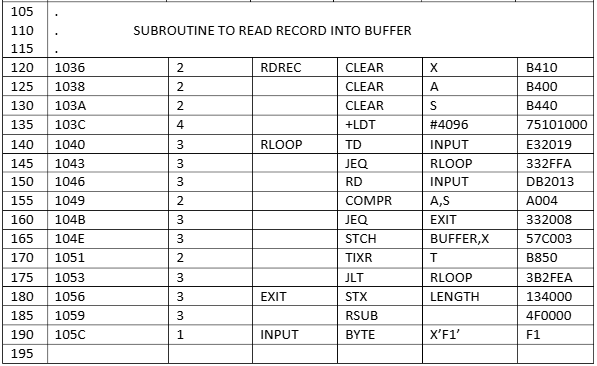 105 .
110 . SUBROUTINE TO READ RECORD INTO BUFFER
115 .
120 1036 2 RDREC CLEAR X B410
125 1038 2 CLEAR A B400
130 103A 2 CLEAR S B440
135 103C 4 +LDT #4096 75101000
140 1040 3 RLOOP TD INPUT E32019
145 1043 3 JEQ RLOOP 332FFA
150 1046 3 RD INPUT DB2013
155 1049 2 COMPR A,S A004
160 104B 3 JEQ EXIT 332008
165 104E 3 STCH BUFFER,X 57C003
170 1051 2 TIXR T B850
175 1053 3 JLT RLOOP 3B2FEA
180 1056 3 EXIT STX LENGTH 134000
185 1059 3 RSUB 4F0000
190 105C 1 INPUT BYTE X’F1’ F1
195